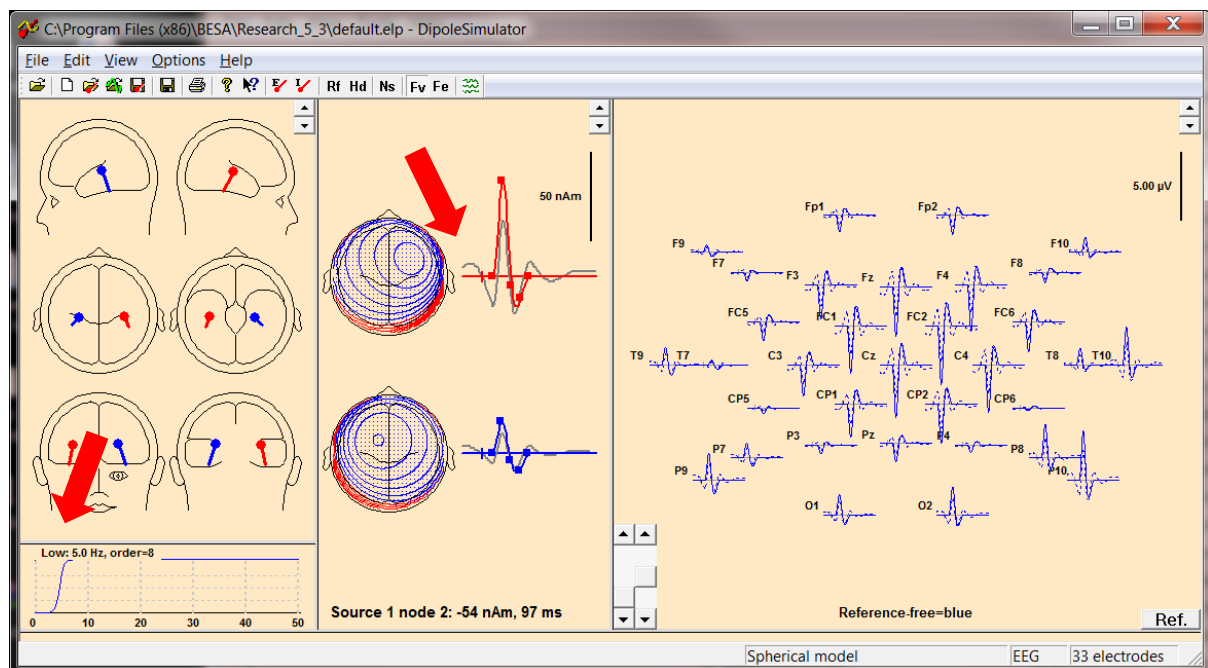 C:\Program Files (x86)\BESA\Research_5_3\default.elp - DipoleSimulator
File Edit View Options Help
Rf Hd Ns Fv Fe
50 nAm
5.00 µV
Fp1 Fp2
F9 F10
F7 F3 Fz F4 F8
FC5 FC1 FC2 FC6
T9 T7 C3 Cz C4 T8 T10
CP5 CP1 CP2 CP6
P7 P3 Pz P4 P8
P9 P10
O1 O2
Low: 5.0 Hz, order=8
0 10 20 30 40 50
Source 1 node 2: -54 nAm, 97 ms
Reference-free=blue
Ref.
Spherical model EEG 33 electrodes